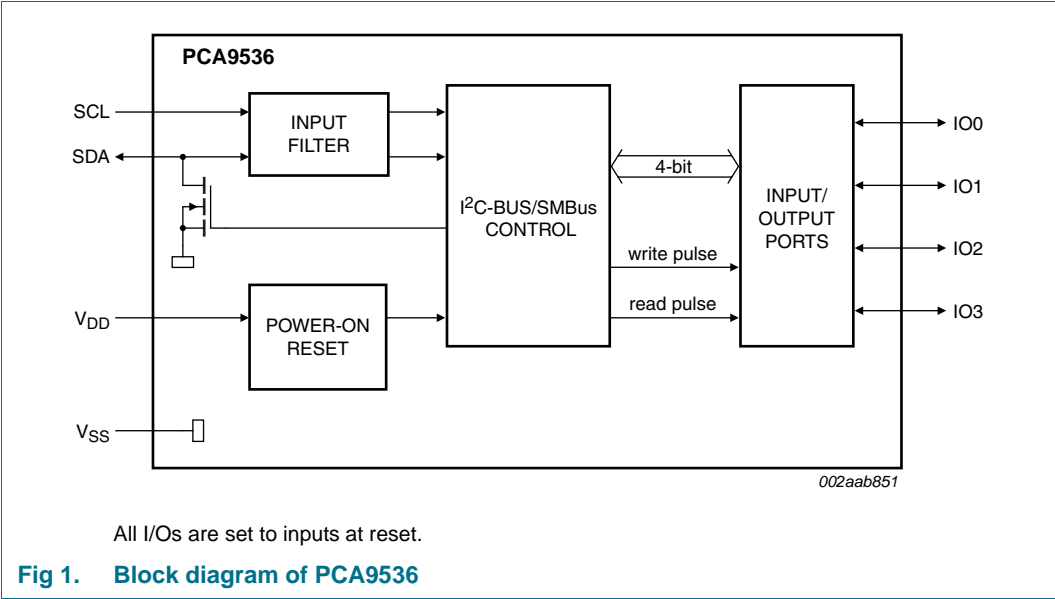 PCA9536
SCL
SDA
INPUT
FILTER
I²C-BUS/SMBus
CONTROL
4-bit
write pulse
read pulse
INPUT/
OUTPUT
PORTS
IO0
IO1
IO2
IO3
VDD
POWER-ON
RESET
VSS
002aab851
All I/Os are set to inputs at reset.
Fig 1. Block diagram of PCA9536